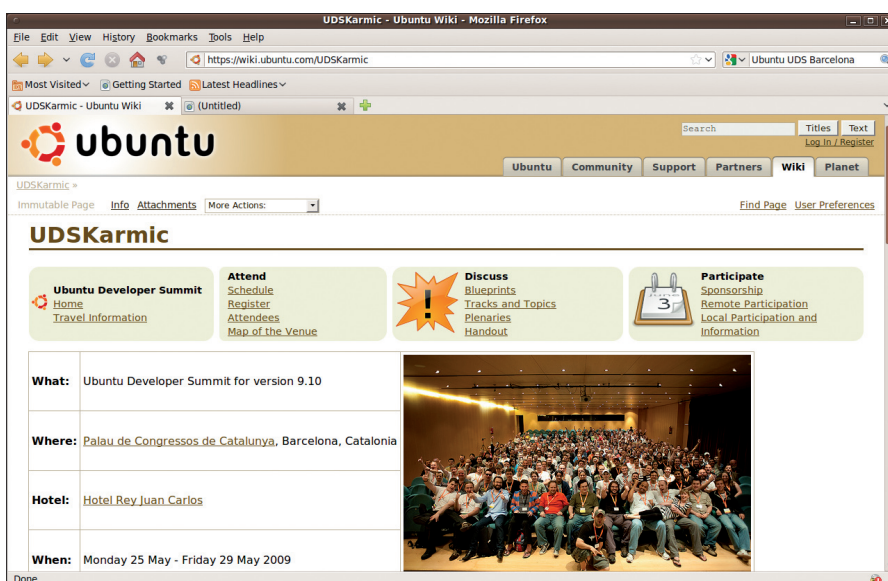 UDSKarmic - Ubuntu Wiki - Mozilla Firefox
File Edit View History Bookmarks Tools Help
https://wiki.ubuntu.com/UDSKarmic
Ubuntu UDS Barcelona
Most Visited Getting Started Latest Headlines
UDSKarmic - Ubuntu Wiki (Untitled)
ubuntu
Search Titles Text
Log In / Register
Ubuntu Community Support Partners Wiki Planet
UDSKarmic »
Immutable Page Info Attachments More Actions: Find Page User Preferences
UDSKarmic
Ubuntu Developer Summit
Home
Travel Information
Attend
Schedule
Register
Attendees
Map of the Venue
!
Discuss
Blueprints
Tracks and Topics
Plenaries
Handout
3
Participate
Sponsorship
Remote Participation
Local Participation and
Information
What: Ubuntu Developer Summit for version 9.10
Where: Palau de Congressos de Catalunya, Barcelona, Catalonia
Hotel: Hotel Rey Juan Carlos
When: Monday 25 May - Friday 29 May 2009
Done